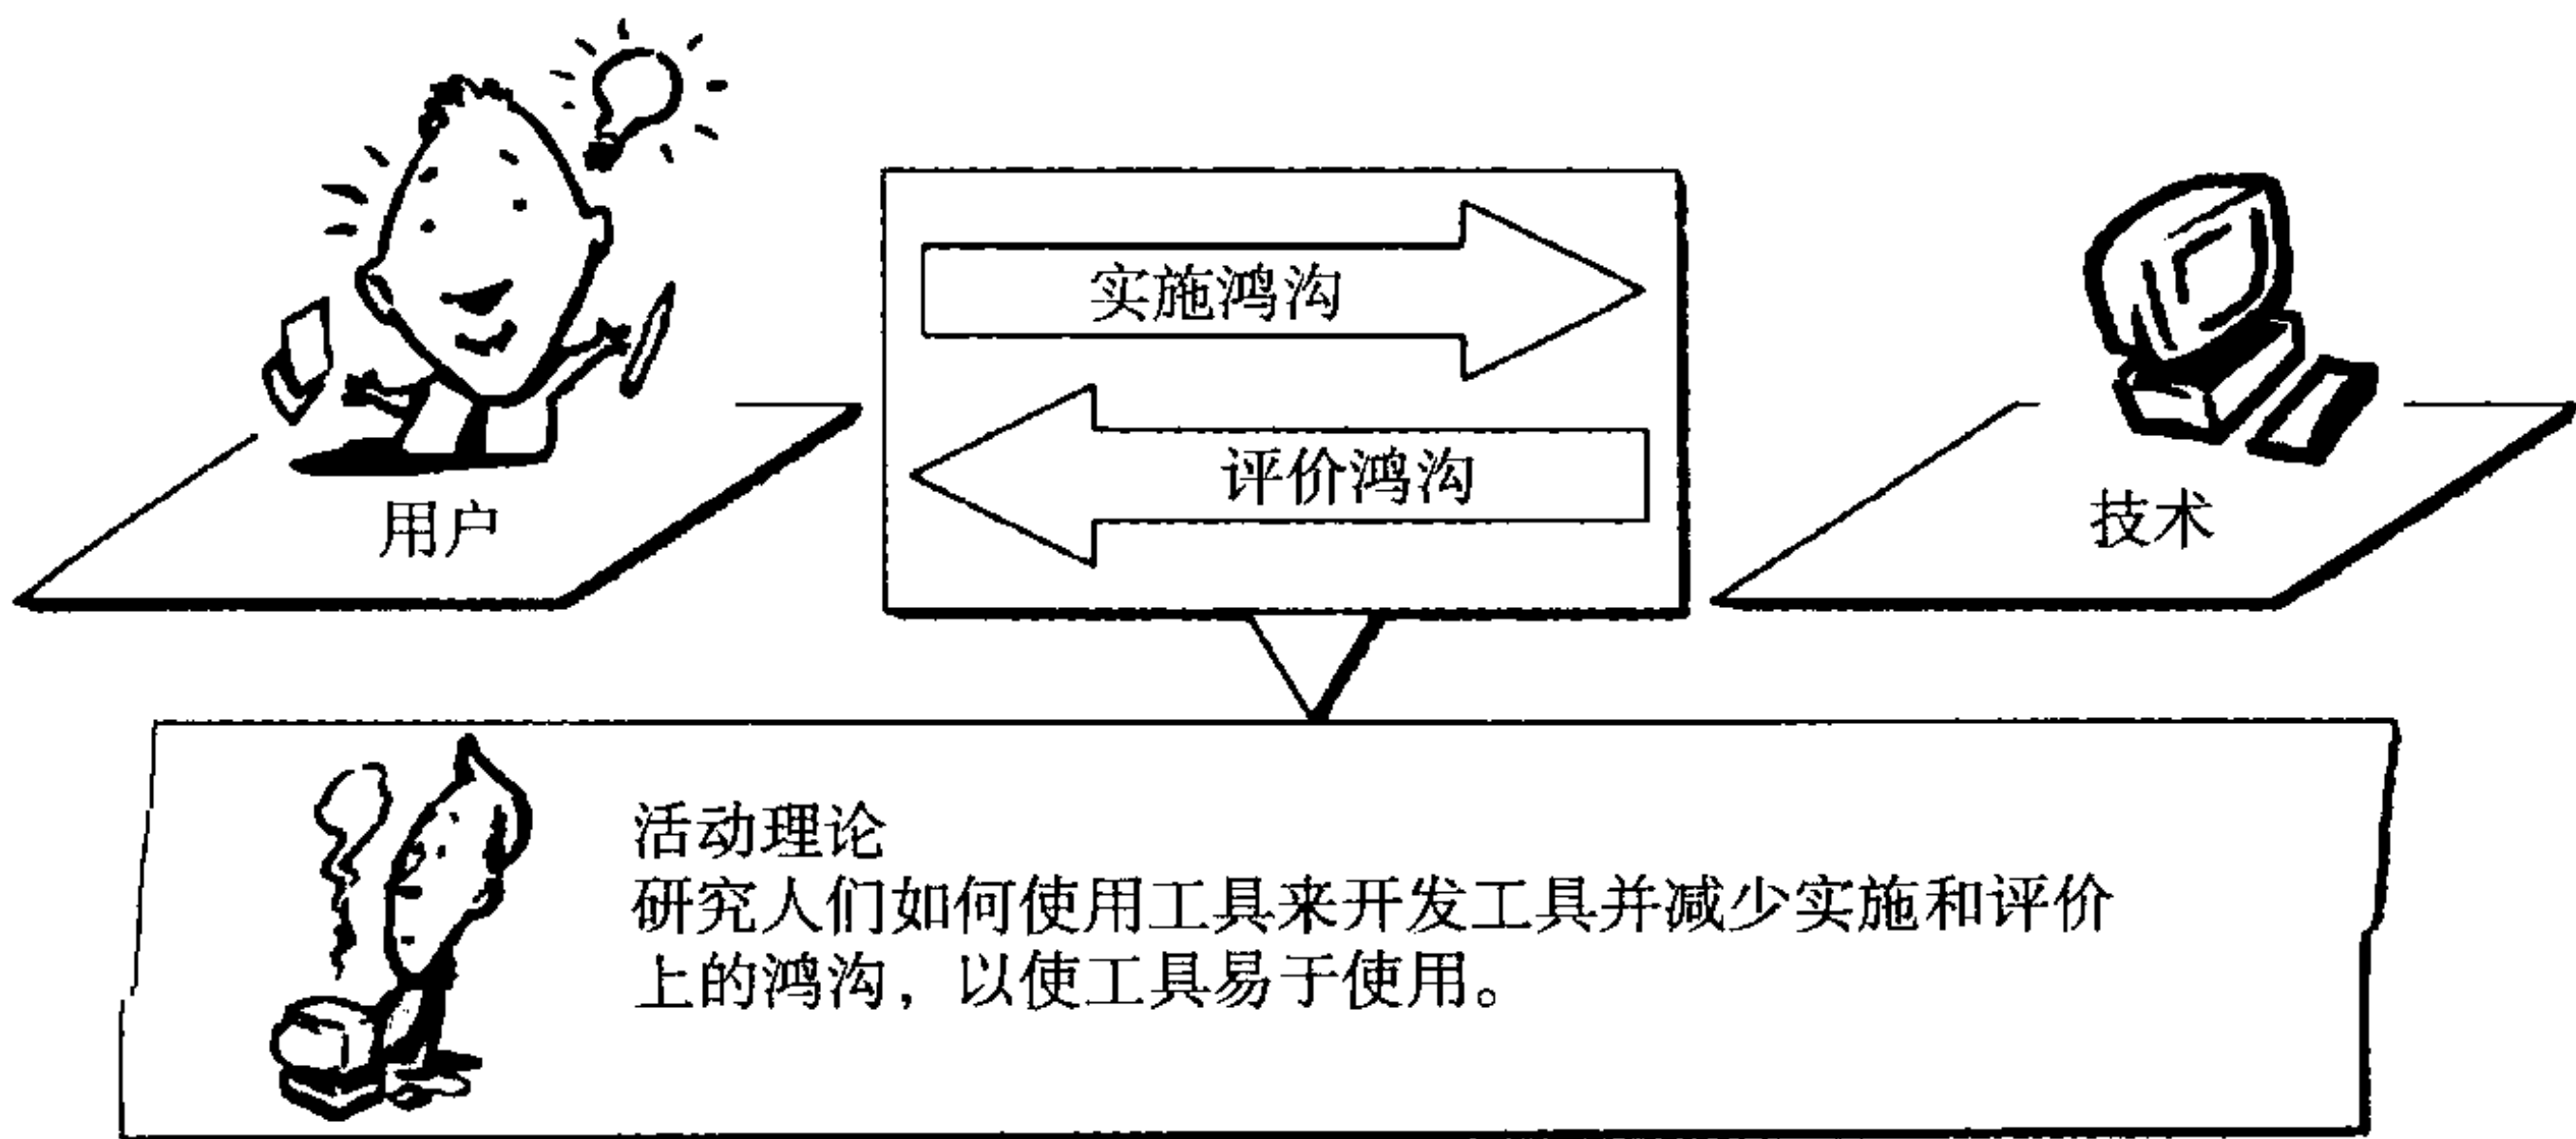 实施鸿沟
评价鸿沟
用户
技术
活动理论
研究人们如何使用工具来开发工具并减少实施和评价
上的鸿沟，以使工具易于使用。